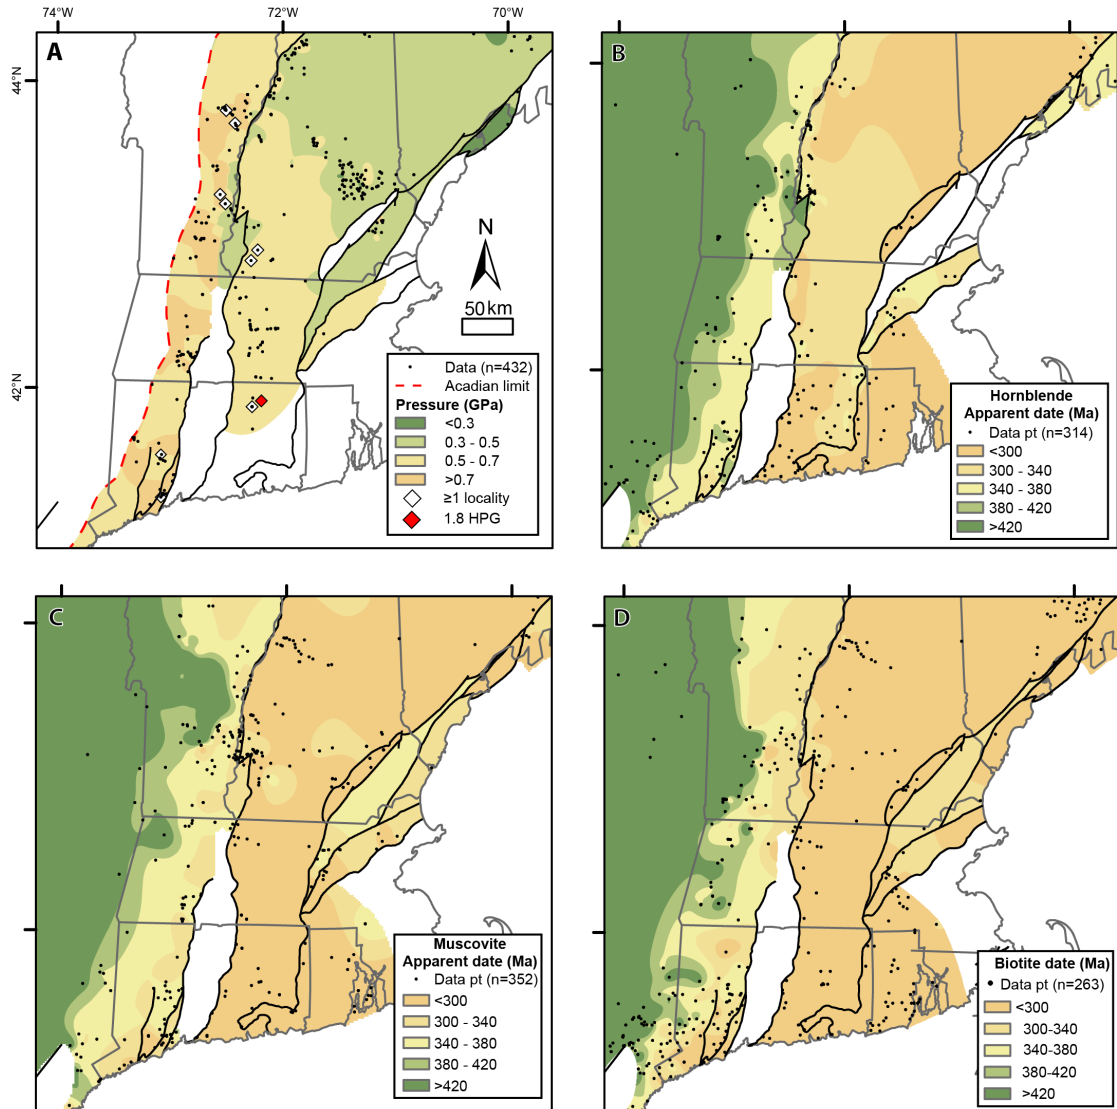 74°W
72°W
70°W
44°N
42°N
A
N
50 km
Data (n=432)
Acadian limit
Pressure (GPa)
<0.3
0.3 - 0.5
0.5 - 0.7
>0.7
≥1 locality
1.8 HPG
B
Hornblende
Apparent date (Ma)
Data pt (n=314)
<300
300 - 340
340 - 380
380 - 420
>420
C
Muscovite
Apparent date (Ma)
Data pt (n=352)
<300
300 - 340
340 - 380
380 - 420
>420
D
Biotite date (Ma)
Data pt (n=263)
<300
300-340
340-380
380-420
>420